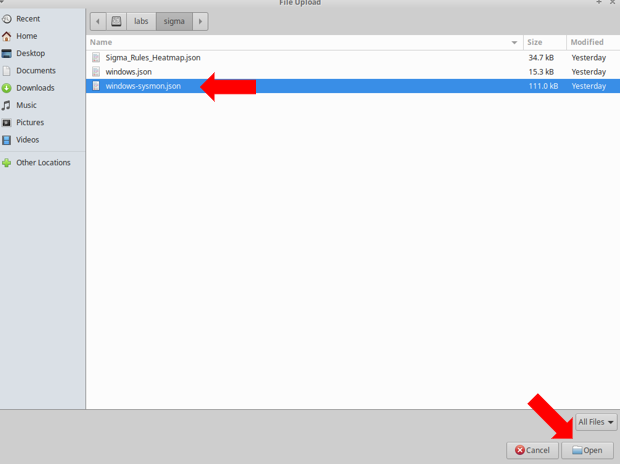 File Upload
Recent
Home
Desktop
Documents
Downloads
Music
Pictures
Videos
Other Locations
labs sigma
Name Size Modified
Sigma_Rules_Heatmap.json 34.7 kB Yesterday
windows.json 15.3 kB Yesterday
windows-sysmon.json 111.0 kB Yesterday
All Files
Cancel Open